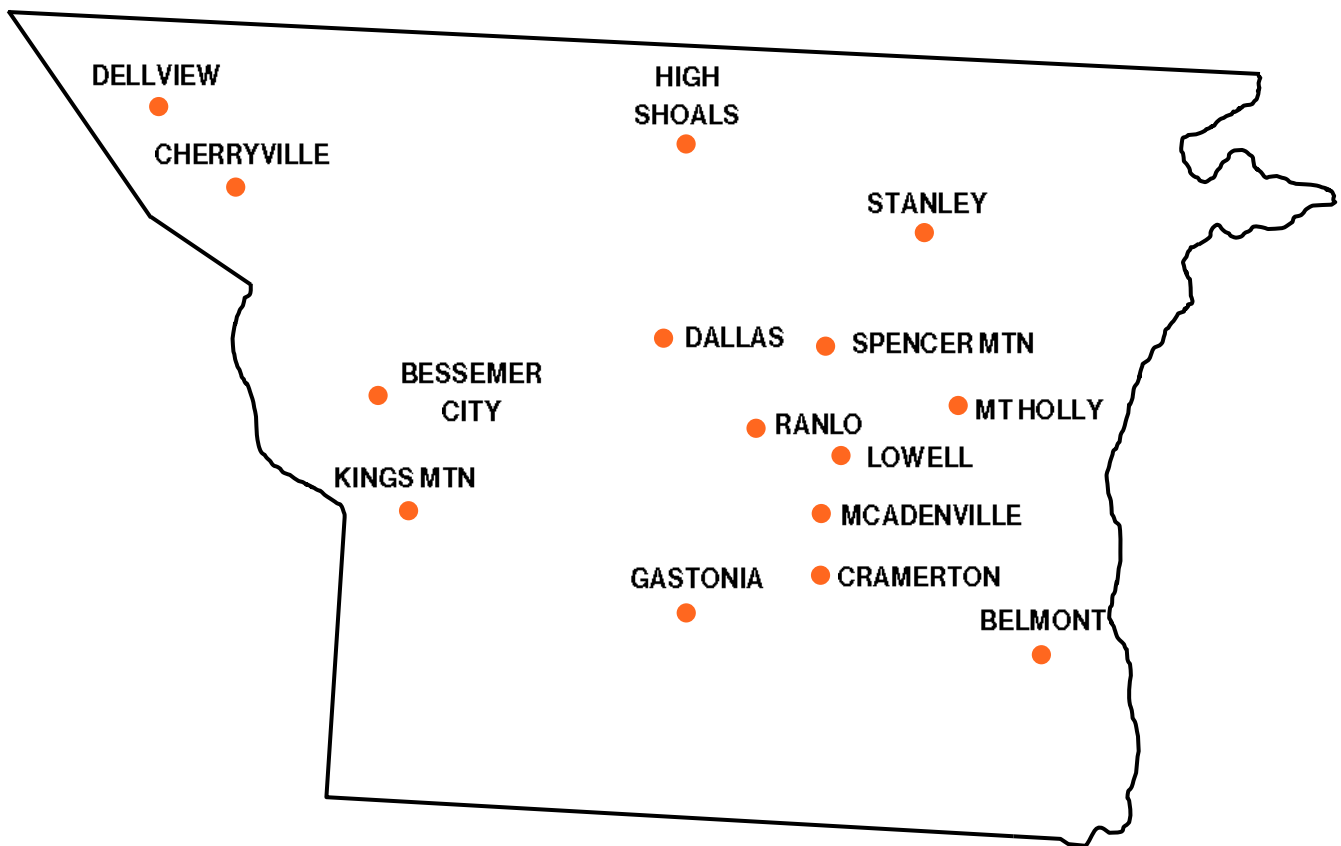 DELLVIEW
HIGH
SHOALS
CHERRYVILLE
STANLEY
DALLAS
SPENCER MTN
BESSEMER
CITY
MT HOLLY
RANLO
LOWELL
KINGS MTN
MCADENVILLE
GASTONIA
CRAMERTON
BELMONT